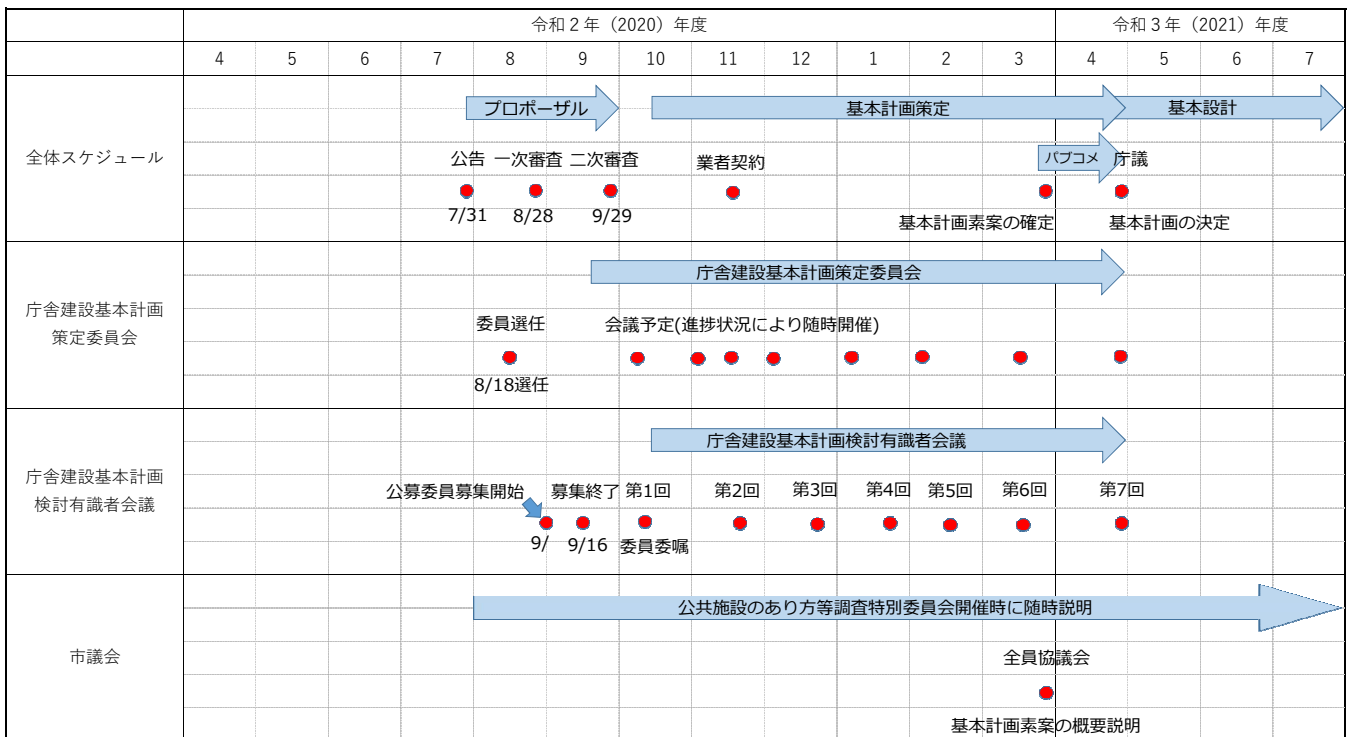 令和２年（2020）年度
令和３年（2021）年度
4 5 6 7 8 9 10 11 12 1 2 3 4 5 6 7
全体スケジュール
プロポーザル
基本計画策定
基本設計
パブコメ
庁議
公告 一次審査 二次審査
業者契約
7/31 8/28 9/29
基本計画素案の確定
基本計画の決定
庁舎建設基本計画
策定委員会
庁舎建設基本計画策定委員会
委員選任
会議予定(進捗状況により随時開催)
8/18選任
庁舎建設基本計画
検討有識者会議
庁舎建設基本計画検討有識者会議
公募委員募集開始 募集終了 第1回 第2回 第3回 第4回 第5回 第6回 第7回
9/ 9/16 委員委嘱
市議会
公共施設のあり方等調査特別委員会開催時に随時説明
全員協議会
基本計画素案の概要説明